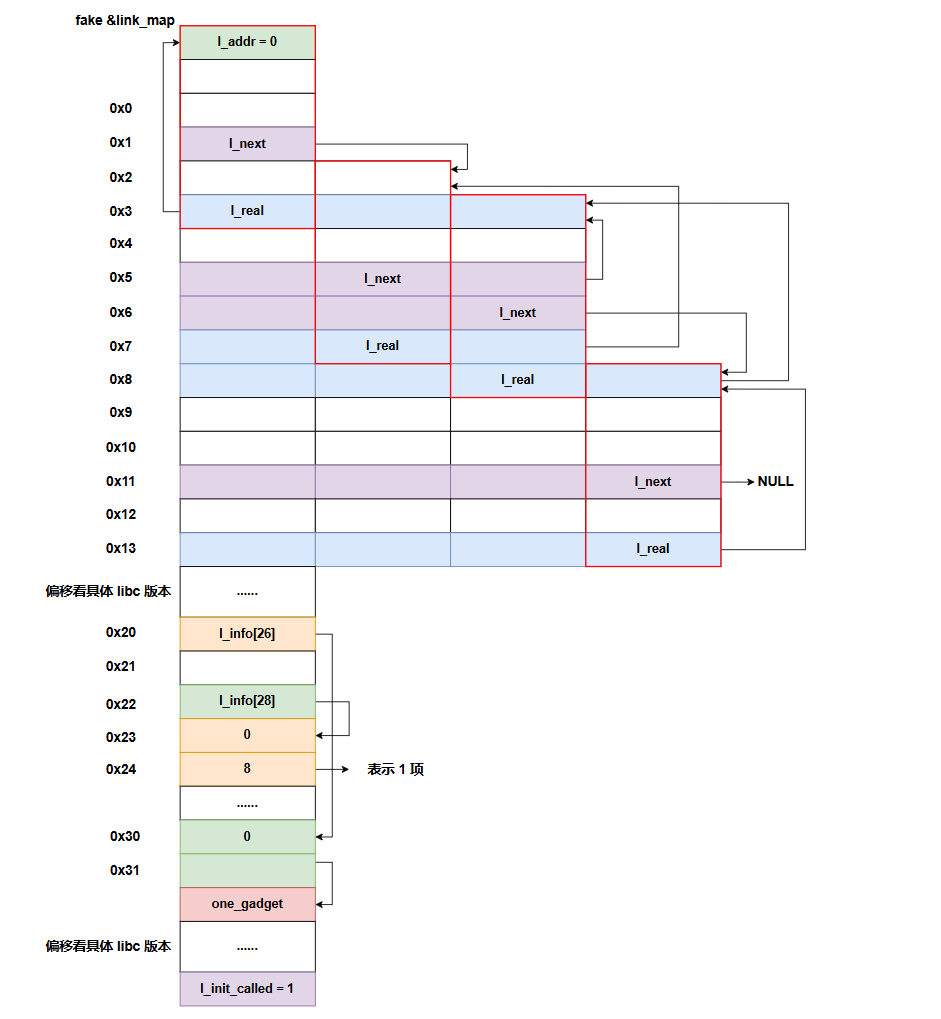 fake &link_map
l_addr = 0
0x0
0x1
l_next
0x2
0x3
l_real
0x4
0x5
l_next
0x6
l_next
0x7
l_real
0x8
l_real
0x9
0x10
0x11
l_next
NULL
0x12
0x13
l_real
偏移看具体 libc 版本
......
0x20
l_info[26]
0x21
0x22
l_info[28]
0x23
0
0x24
8
表示 1 项
......
0x30
0
0x31
one_gadget
偏移看具体 libc 版本
......
l_init_called = 1